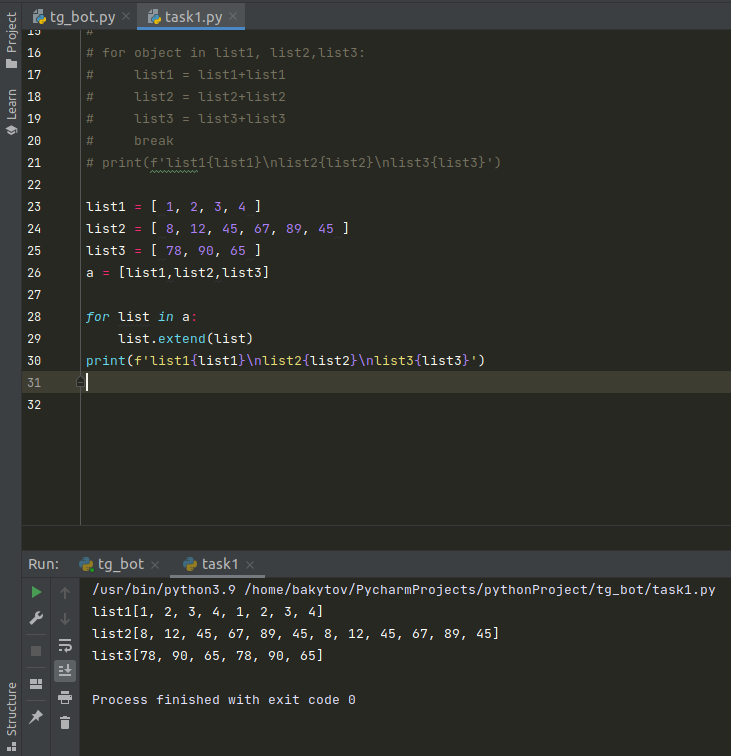 Project
Learn
Structure
tg_bot.py task1.py
15 #
16 # for object in list1, list2,list3:
17 #     list1 = list1+list1
18 #     list2 = list2+list2
19 #     list3 = list3+list3
20 #     break
21 # print(f'list1{list1}\nlist2{list2}\nlist3{list3}')
22
23 list1 = [ 1, 2, 3, 4 ]
24 list2 = [ 8, 12, 45, 67, 89, 45 ]
25 list3 = [ 78, 90, 65 ]
26 a = [list1,list2,list3]
27
28 for list in a:
29     list.extend(list)
30 print(f'list1{list1}\nlist2{list2}\nlist3{list3}')
31
32
Run: tg_bot task1
/usr/bin/python3.9 /home/bakytov/PycharmProjects/pythonProject/tg_bot/task1.py
list1[1, 2, 3, 4, 1, 2, 3, 4]
list2[8, 12, 45, 67, 89, 45, 8, 12, 45, 67, 89, 45]
list3[78, 90, 65, 78, 90, 65]
Process finished with exit code 0